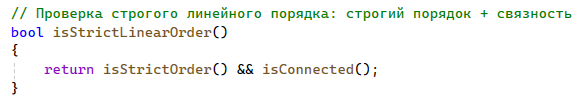 // Проверка строгого линейного порядка: строгий порядок + связность
bool isStrictLinearOrder()
{
    return isStrictOrder() && isConnected();
}